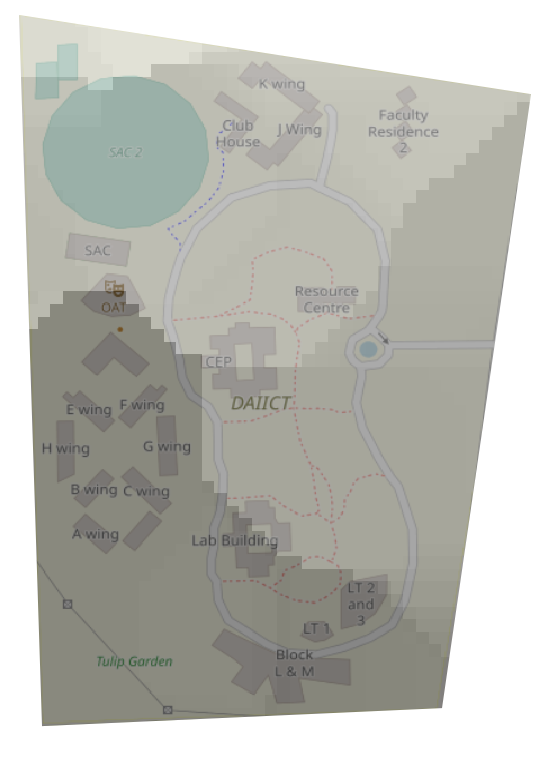 K wing
Club
House
J Wing
Faculty
Residence
2
SAC 2
SAC
OAT
Resource
Centre
CEP
DAIICT
E wing
F wing
H wing
G wing
B wing
C wing
A wing
Lab Building
LT 2
and
3
LT 1
Block
L & M
Tulip Garden